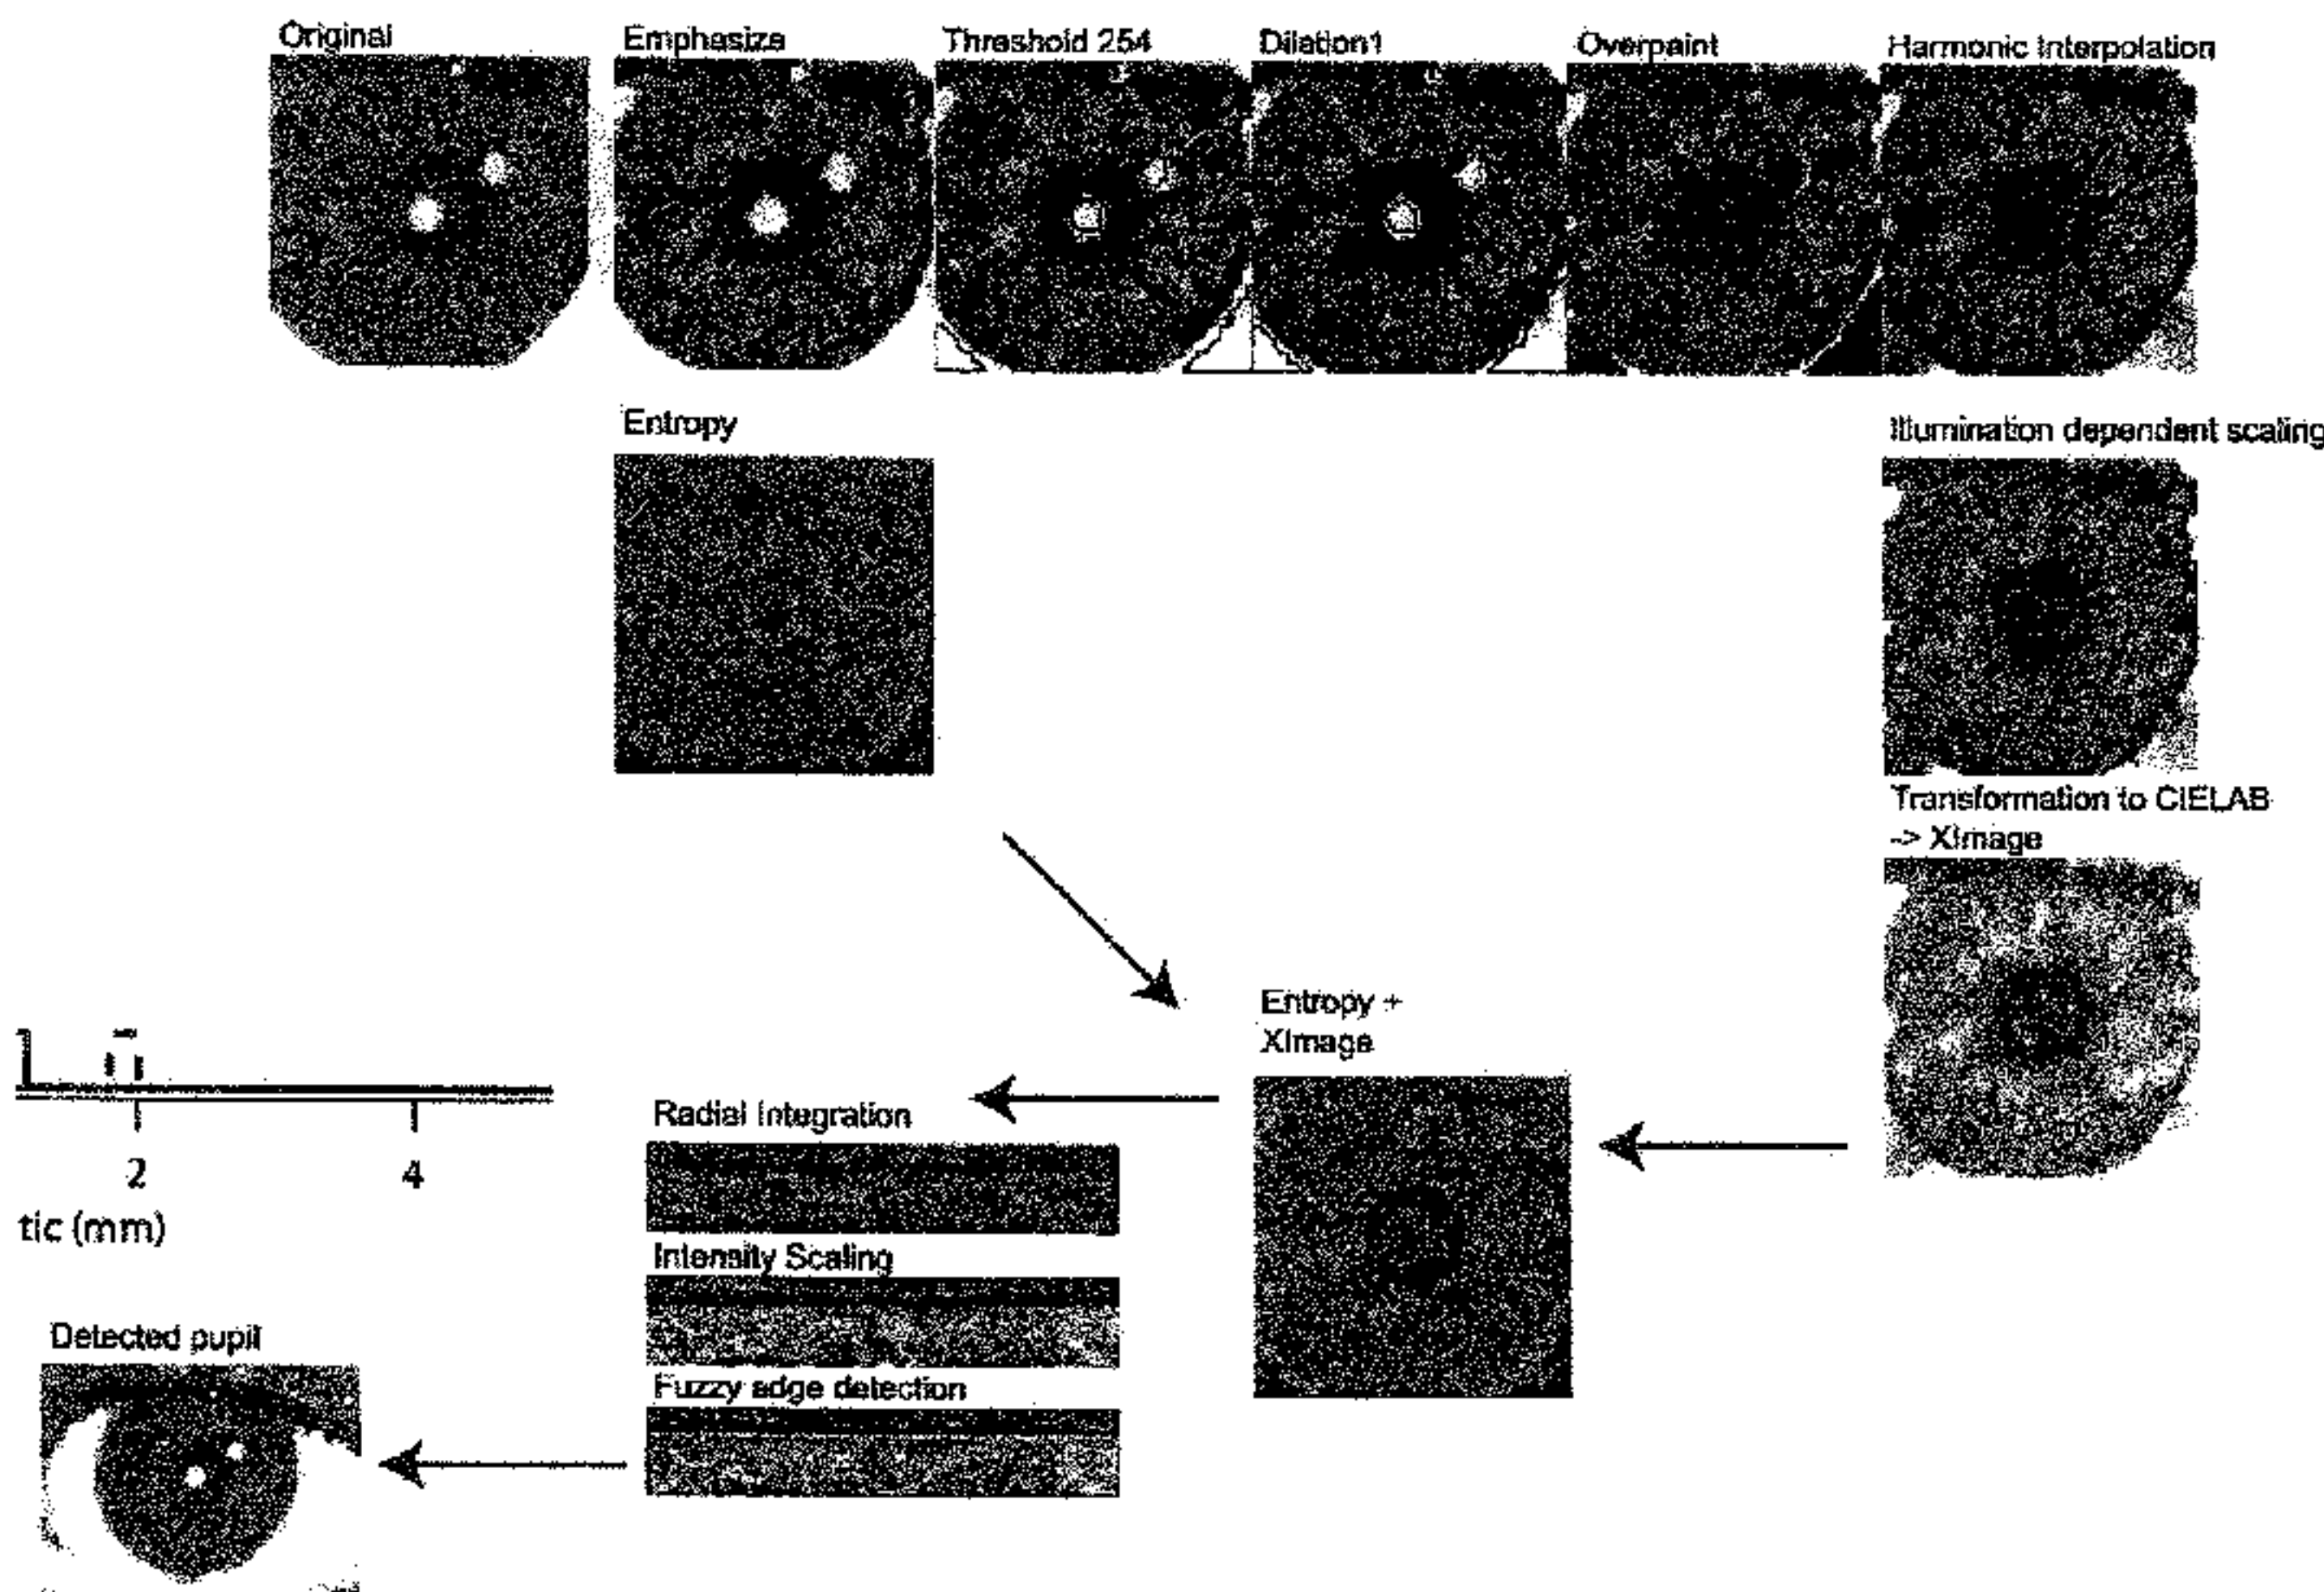 Original
Emphasize
Threshold 254
Dilation1
Overpaint
Harmonic Interpolation
Entropy
Illumination dependent scaling
Transformation to CIELAB
-> XImage
Entropy +
XImage
Radial Integration
2
4
tic (mm)
Intensity Scaling
Detected pupil
Fuzzy edge detection